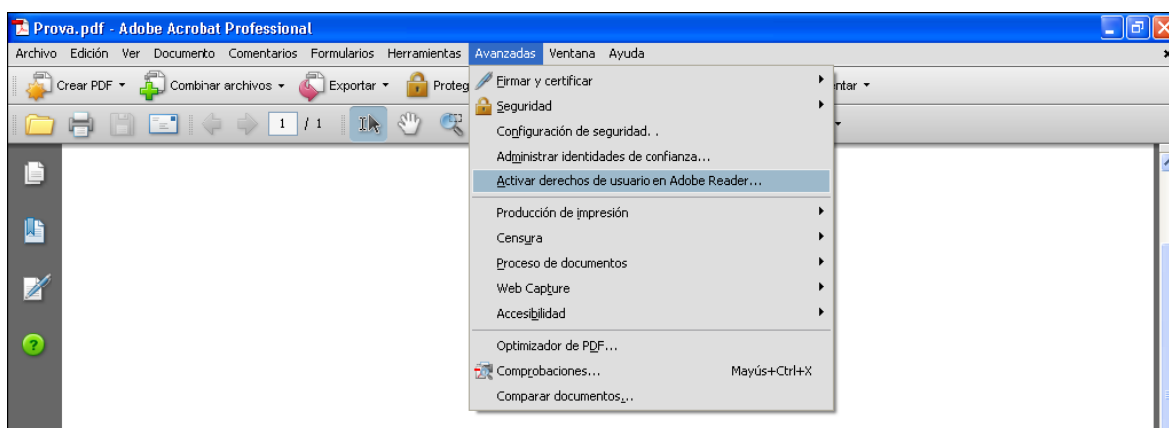 Prova.pdf - Adobe Acrobat Professional
Archivo Edición Ver Documento Comentarios Formularios Herramientas Avanzadas Ventana Ayuda
Crear PDF Combinar archivos Exportar Proteg ntar
1 / 1
Firmar y certificar
Seguridad
Configuración de seguridad. .
Administrar identidades de confianza...
Activar derechos de usuario en Adobe Reader...
Producción de impresión
Censura
Proceso de documentos
Web Capture
Accesibilidad
Optimizador de PDF...
Comprobaciones... Mayús+Ctrl+X
Comparar documentos...